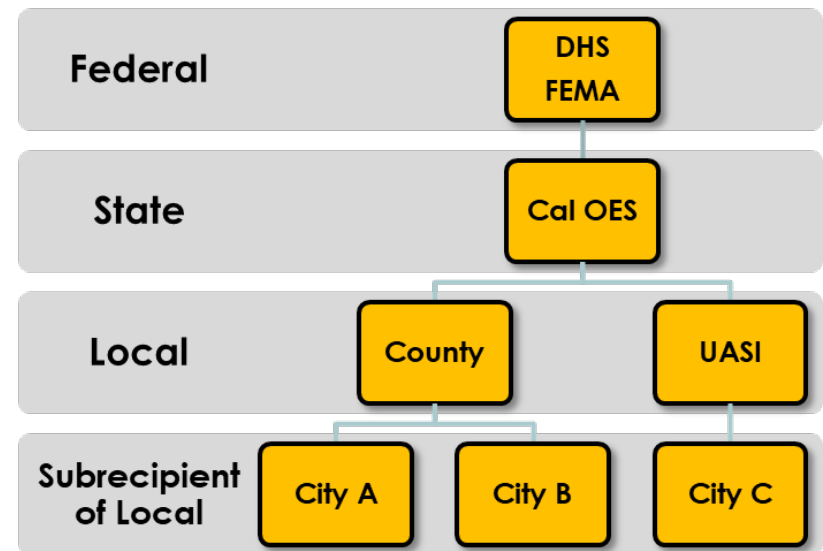 Federal
DHS
FEMA
State
Cal OES
Local
County
UASI
Subrecipient
of Local
City A
City B
City C